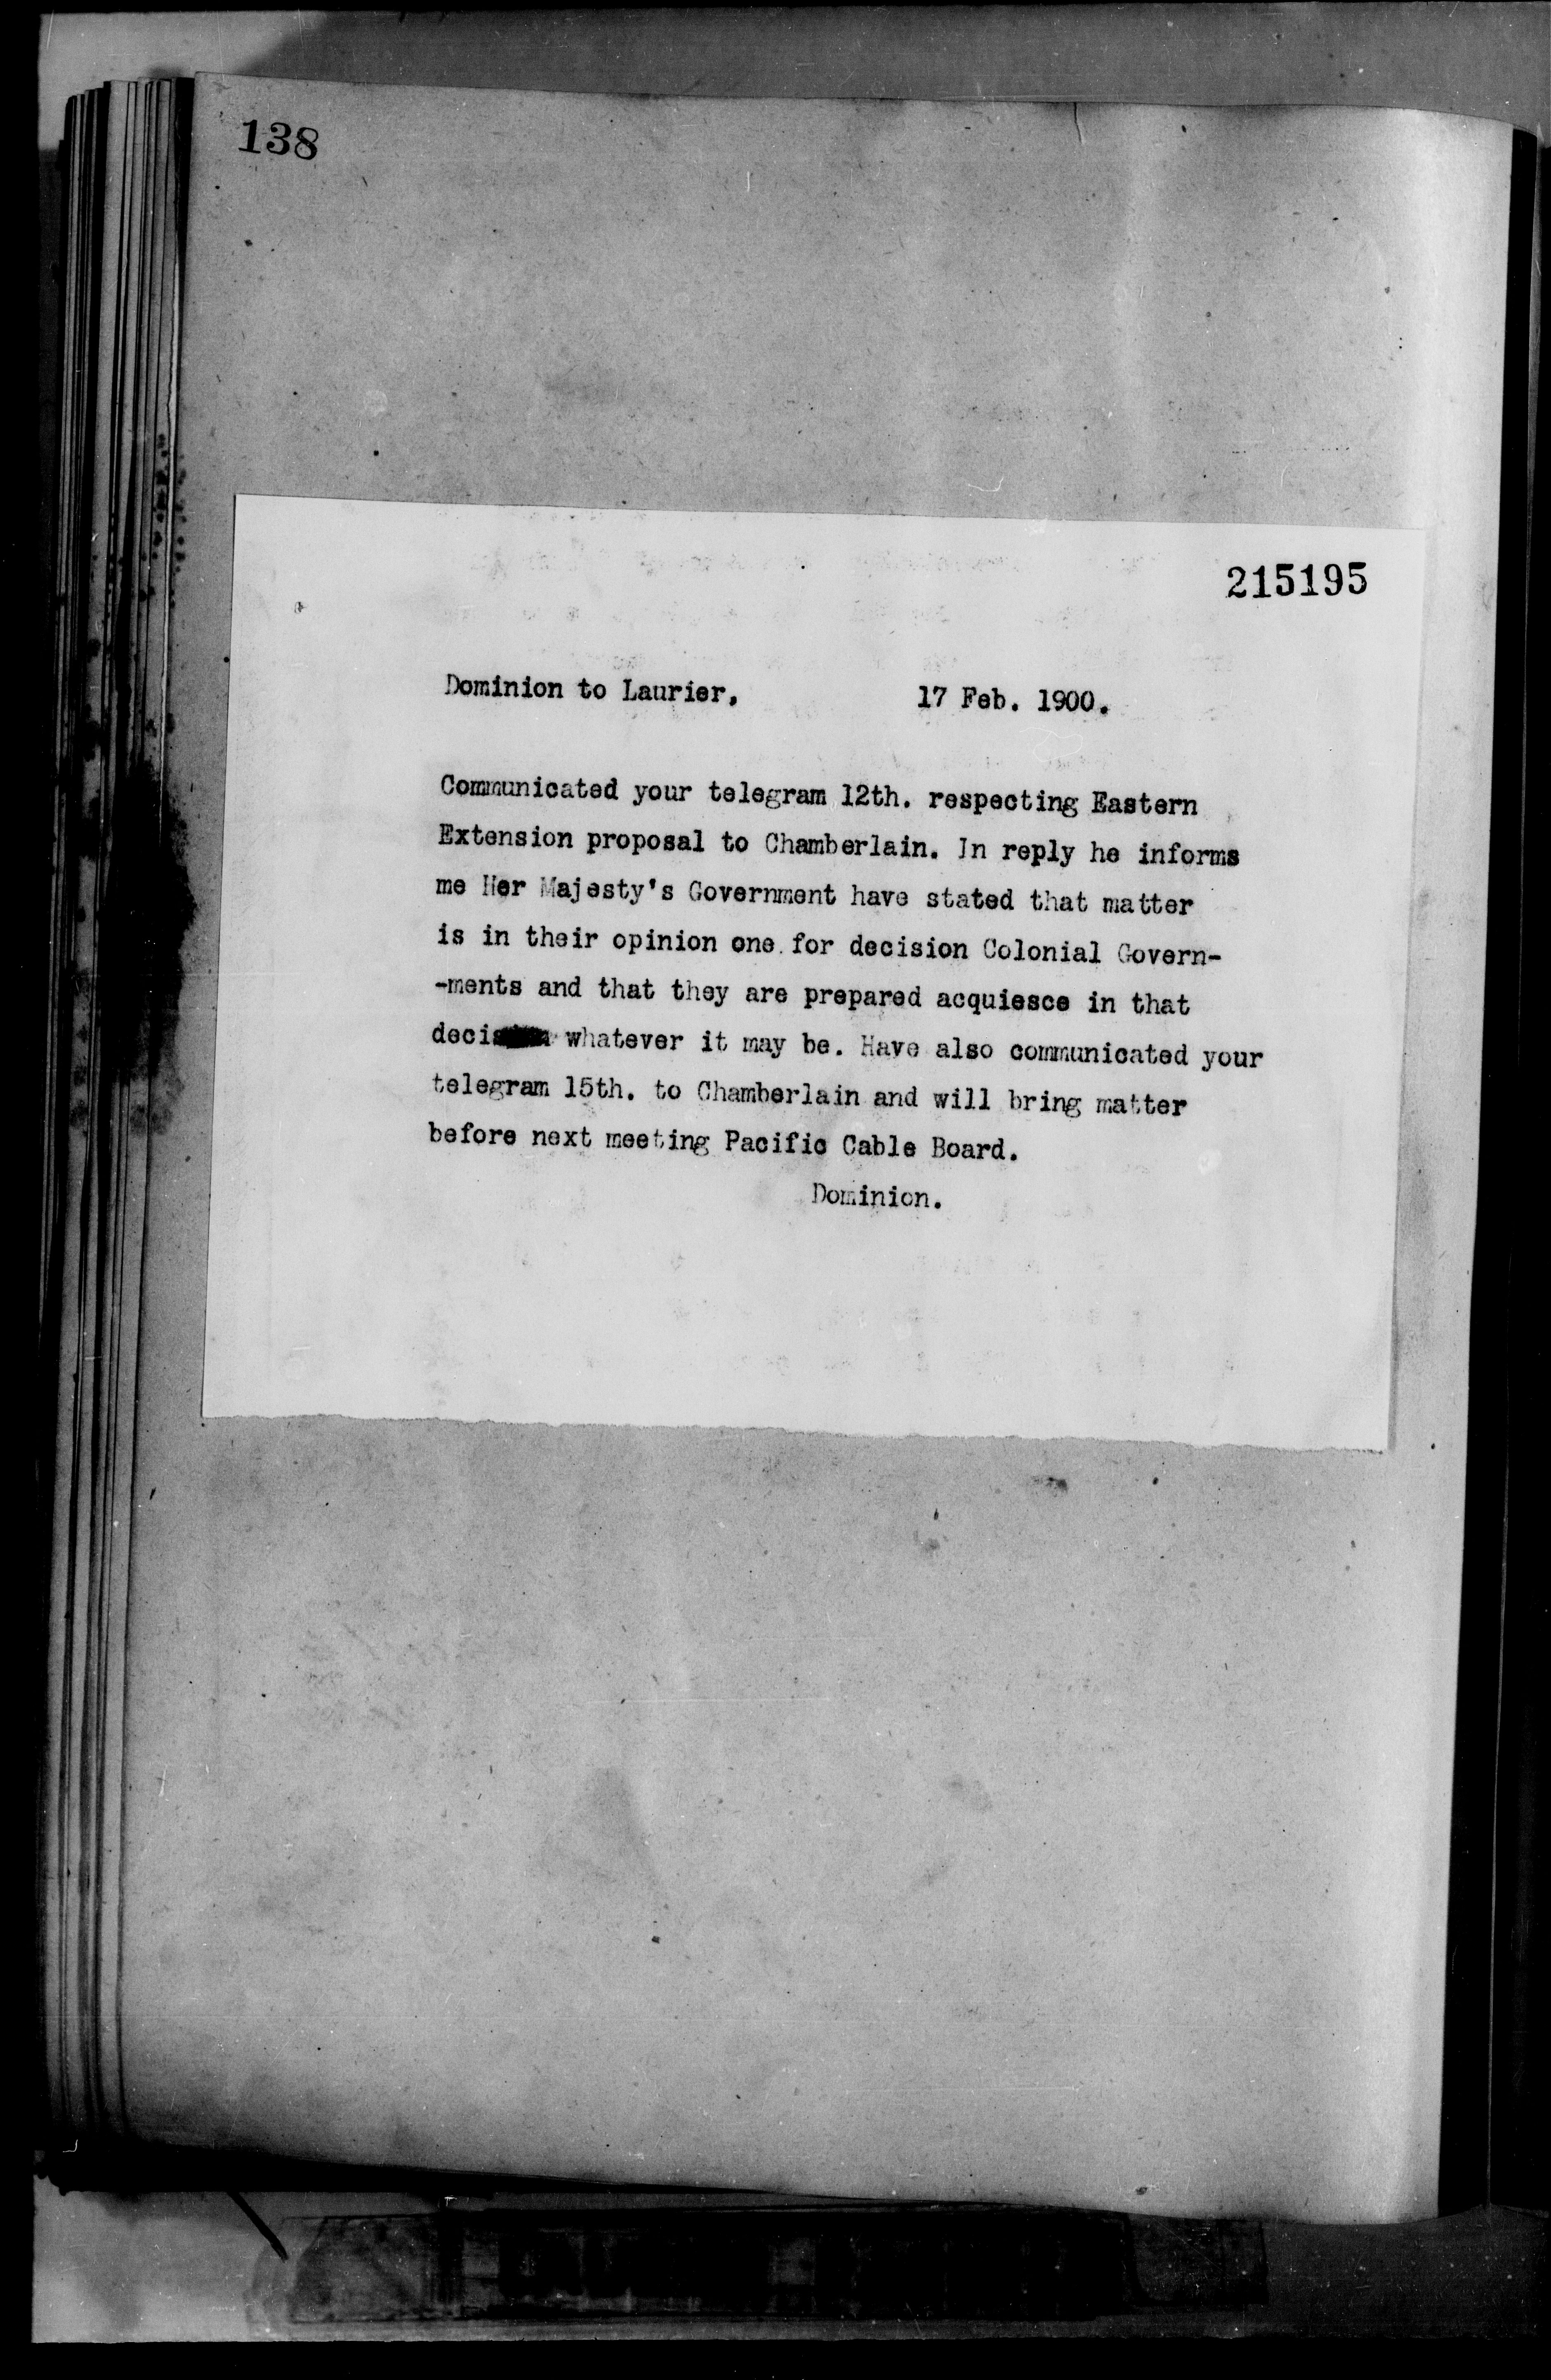 138
215195
Dominion to Laurier, 17 Feb. 1900.
Communicated your telegram 12th. respecting Eastern
Extension proposal to Chamberlain. In reply he informs
me Her Majesty's Government have stated that matter
is in their opinion one for decision Colonial Govern-
-ments and that they are prepared acquiesce in that
decision whatever it may be. Have also communicated your
telegram 15th. to Chamberlain and will bring matter
before next meeting Pacific Cable Board.
Dominion.